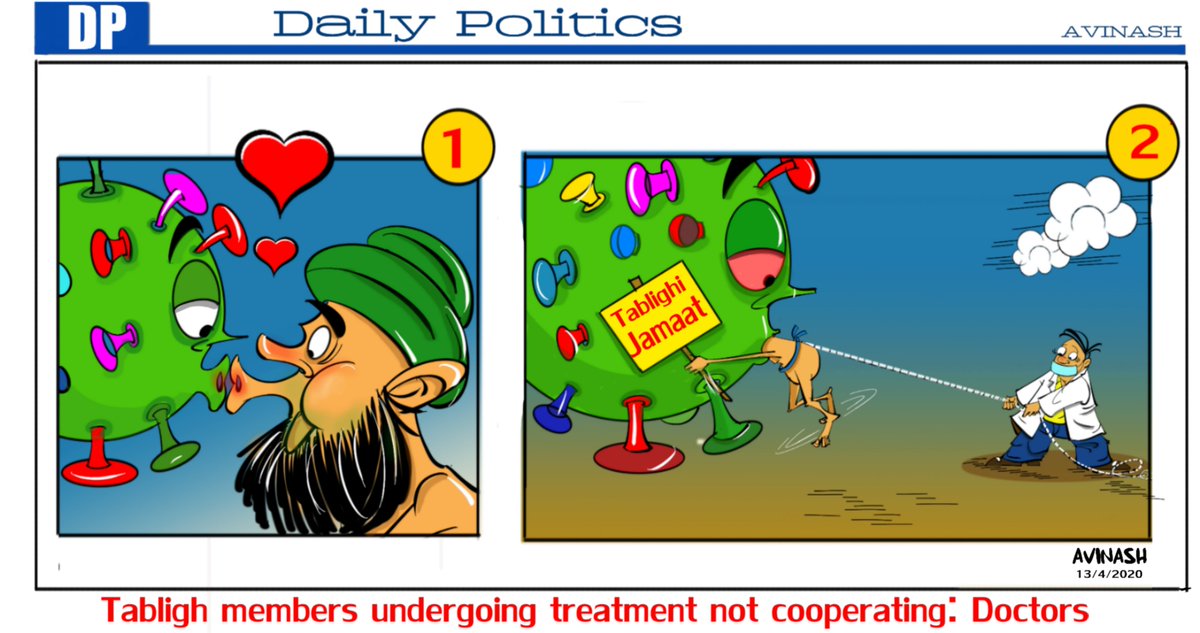 DP
Daily Politics
AVINASH
1
2
Tablighi
Jamaat
AVINASH
13/4/2020
Tabligh members undergoing treatment not cooperating: Doctors